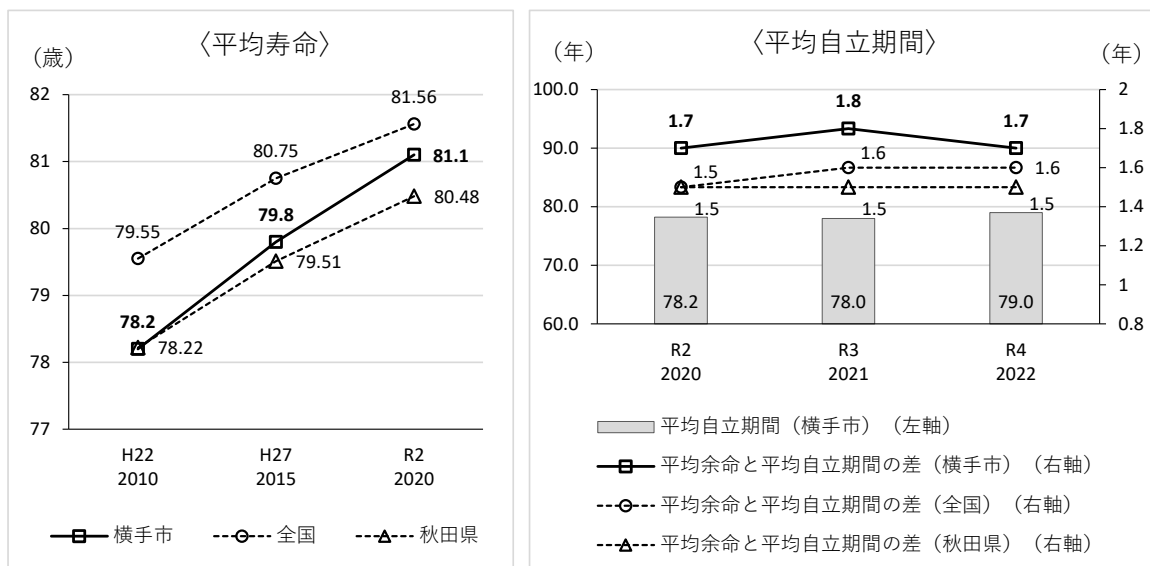 〈平均寿命〉
（歳）
82
81
80
79
78
77
81.56
80.75
81.1
80.48
79.8
79.55
79.51
78.2
78.22
H22
2010
H27
2015
R2
2020
横手市
全国
秋田県
〈平均自立期間〉
（年）
（年）
100.0
90.0
80.0
70.0
60.0
2
1.8
1.6
1.4
1.2
1
0.8
1.7
1.8
1.7
1.5
1.6
1.6
1.5
1.5
1.5
78.2
78.0
79.0
R2
2020
R3
2021
R4
2022
平均自立期間（横手市）（左軸）
平均余命と平均自立期間の差（横手市）（右軸）
平均余命と平均自立期間の差（全国）（右軸）
平均余命と平均自立期間の差（秋田県）（右軸）